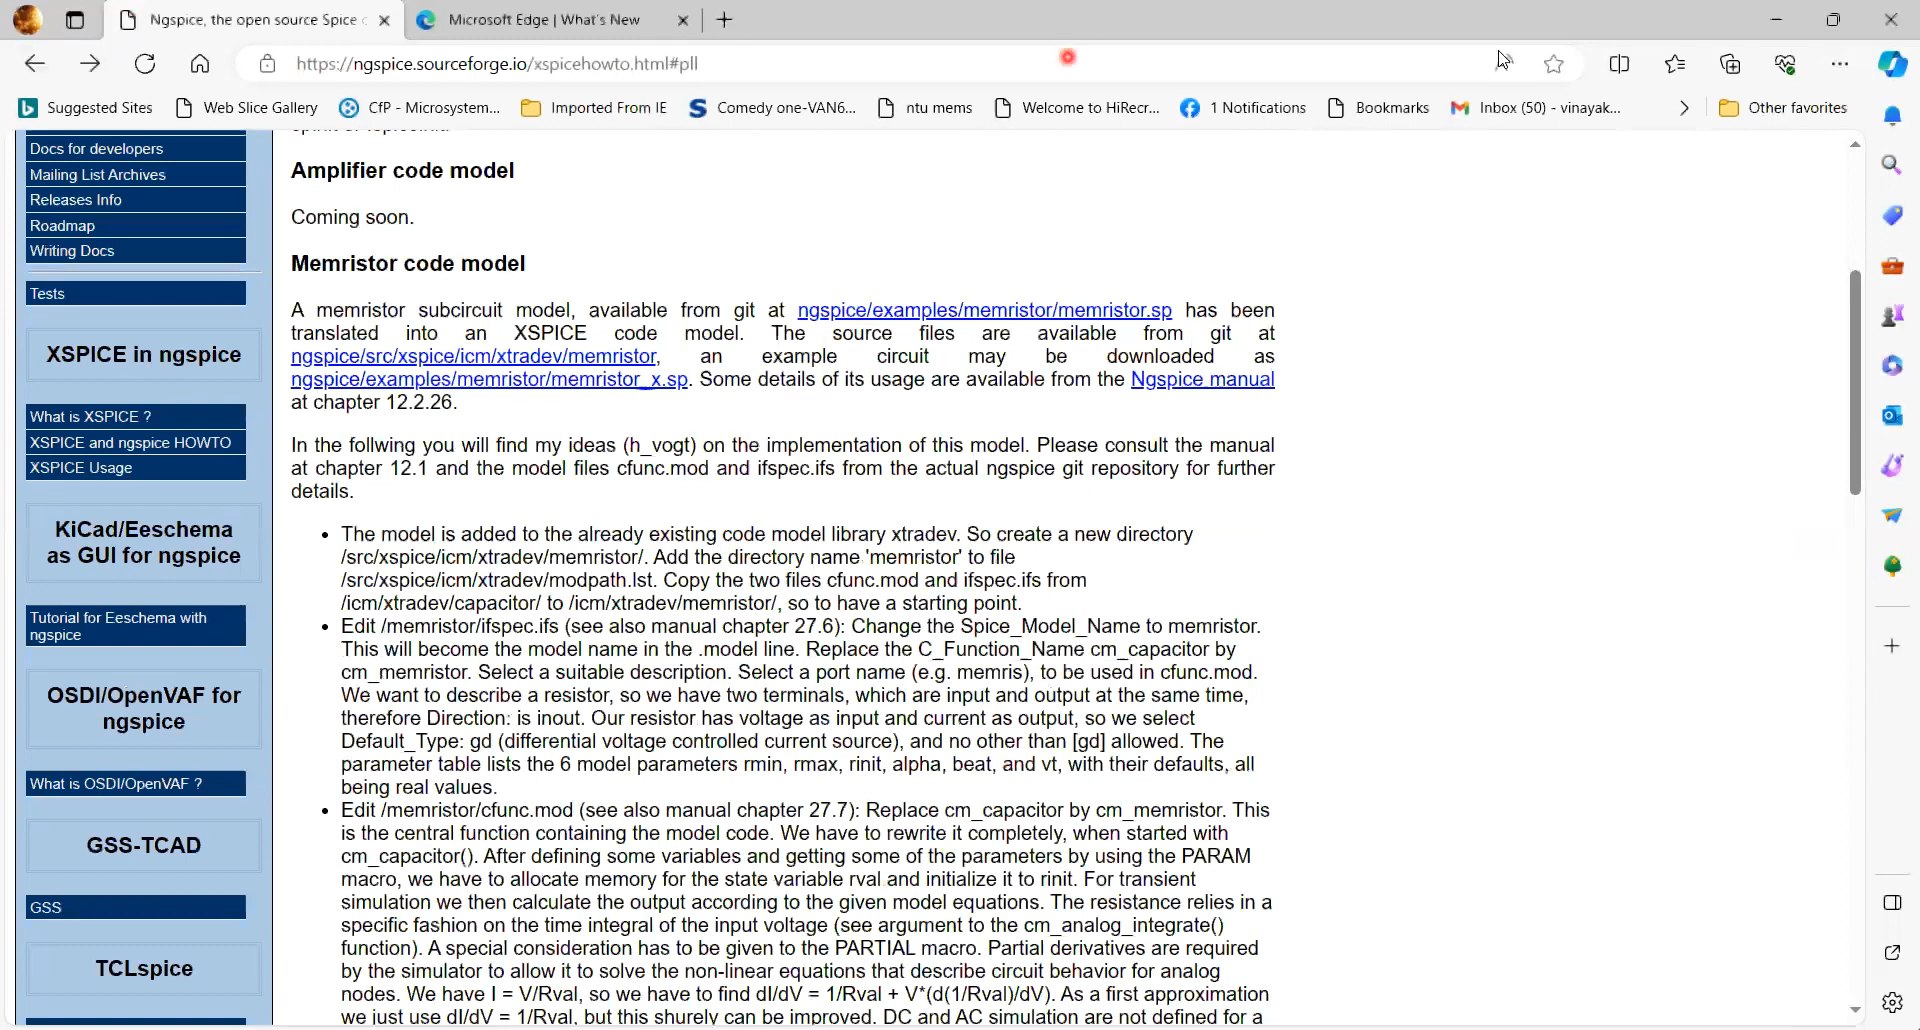 Ngspice, the open source Spice c
Microsoft Edge | What's New
https://ngspice.sourceforge.io/xspicehowto.html#pll
Suggested Sites
Web Slice Gallery
CfP - Microsystem...
Imported From IE
Comedy one-VAN6...
ntu mems
Welcome to HiRecr...
1 Notifications
Bookmarks
Inbox (50) - vinayak...
Other favorites
Docs for developers
Mailing List Archives
Releases Info
Roadmap
Writing Docs
Tests
XSPICE in ngspice
What is XSPICE ?
XSPICE and ngspice HOWTO
XSPICE Usage
KiCad/Eeschema
as GUI for ngspice
Tutorial for Eeschema with
ngspice
OSDI/OpenVAF for
ngspice
What is OSDI/OpenVAF ?
GSS-TCAD
GSS
TCLspice
Amplifier code model
Coming soon.
Memristor code model
A memristor subcircuit model, available from git at ngspice/examples/memristor/memristor.sp has been
translated into an XSPICE code model. The source files are available from git at
ngspice/src/xspice/icm/xtradev/memristor, an example circuit may be downloaded as
ngspice/examples/memristor/memristor_x.sp. Some details of its usage are available from the Ngspice manual
at chapter 12.2.26.
In the follwing you will find my ideas (h_vogt) on the implementation of this model. Please consult the manual
at chapter 12.1 and the model files cfunc.mod and ifspec.ifs from the actual ngspice git repository for further
details.
• The model is added to the already existing code model library xtradev. So create a new directory
/src/xspice/icm/xtradev/memristor/. Add the directory name 'memristor' to file
/src/xspice/icm/xtradev/modpath.lst. Copy the two files cfunc.mod and ifspec.ifs from
/icm/xtradev/capacitor/ to /icm/xtradev/memristor/, so to have a starting point.
• Edit /memristor/ifspec.ifs (see also manual chapter 27.6): Change the Spice_Model_Name to memristor.
This will become the model name in the .model line. Replace the C_Function_Name cm_capacitor by
cm_memristor. Select a suitable description. Select a port name (e.g. memris), to be used in cfunc.mod.
We want to describe a resistor, so we have two terminals, which are input and output at the same time,
therefore Direction: is inout. Our resistor has voltage as input and current as output, so we select
Default_Type: gd (differential voltage controlled current source), and no other than [gd] allowed. The
parameter table lists the 6 model parameters rmin, rmax, rinit, alpha, beat, and vt, with their defaults, all
being real values.
• Edit /memristor/cfunc.mod (see also manual chapter 27.7): Replace cm_capacitor by cm_memristor. This
is the central function containing the model code. We have to rewrite it completely, when started with
cm_capacitor(). After defining some variables and getting some of the parameters by using the PARAM
macro, we have to allocate memory for the state variable rval and initialize it to rinit. For transient
simulation we then calculate the output according to the given model equations. The resistance relies in a
specific fashion on the time integral of the input voltage (see argument to the cm_analog_integrate()
function). A special consideration has to be given to the PARTIAL macro. Partial derivatives are required
by the simulator to allow it to solve the non-linear equations that describe circuit behavior for analog
nodes. We have I = V/Rval, so we have to find dI/dV = 1/Rval + V*(d(1/Rval)/dV). As a first approximation
we just use dI/dV = 1/Rval, but this shurely can be improved. DC and AC simulation are not defined for a